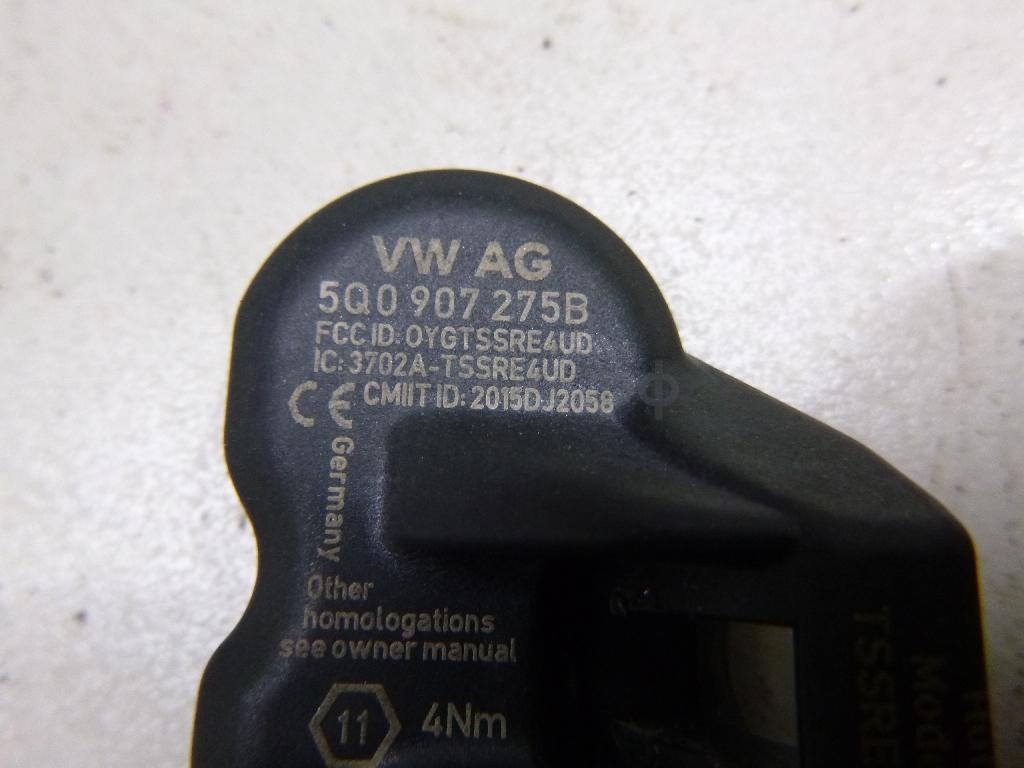 VW AG
5Q0 907 275B
FCC ID: OYGTSSRE4UD
IC: 3702A-TSSRE4UD
CE CMIIT ID: 2015DJ2058
Germany
Other
homologations
see owner manual
11 4Nm
TSSRE